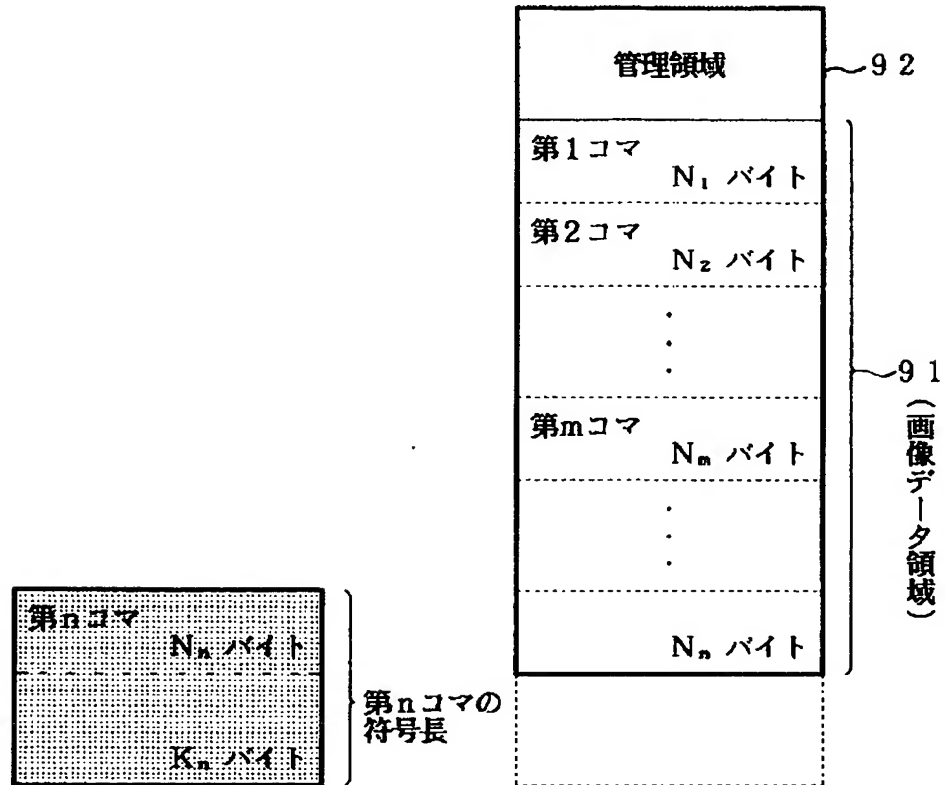 管理領域
92
第1コマ
N₁ バイト
第2コマ
N₂ バイト
91
(画像データ領域)
第mコマ
Nₘ バイト
Nₙ バイト
第nコマ
Nₙ バイト
Kₙ バイト
第nコマの
符号長